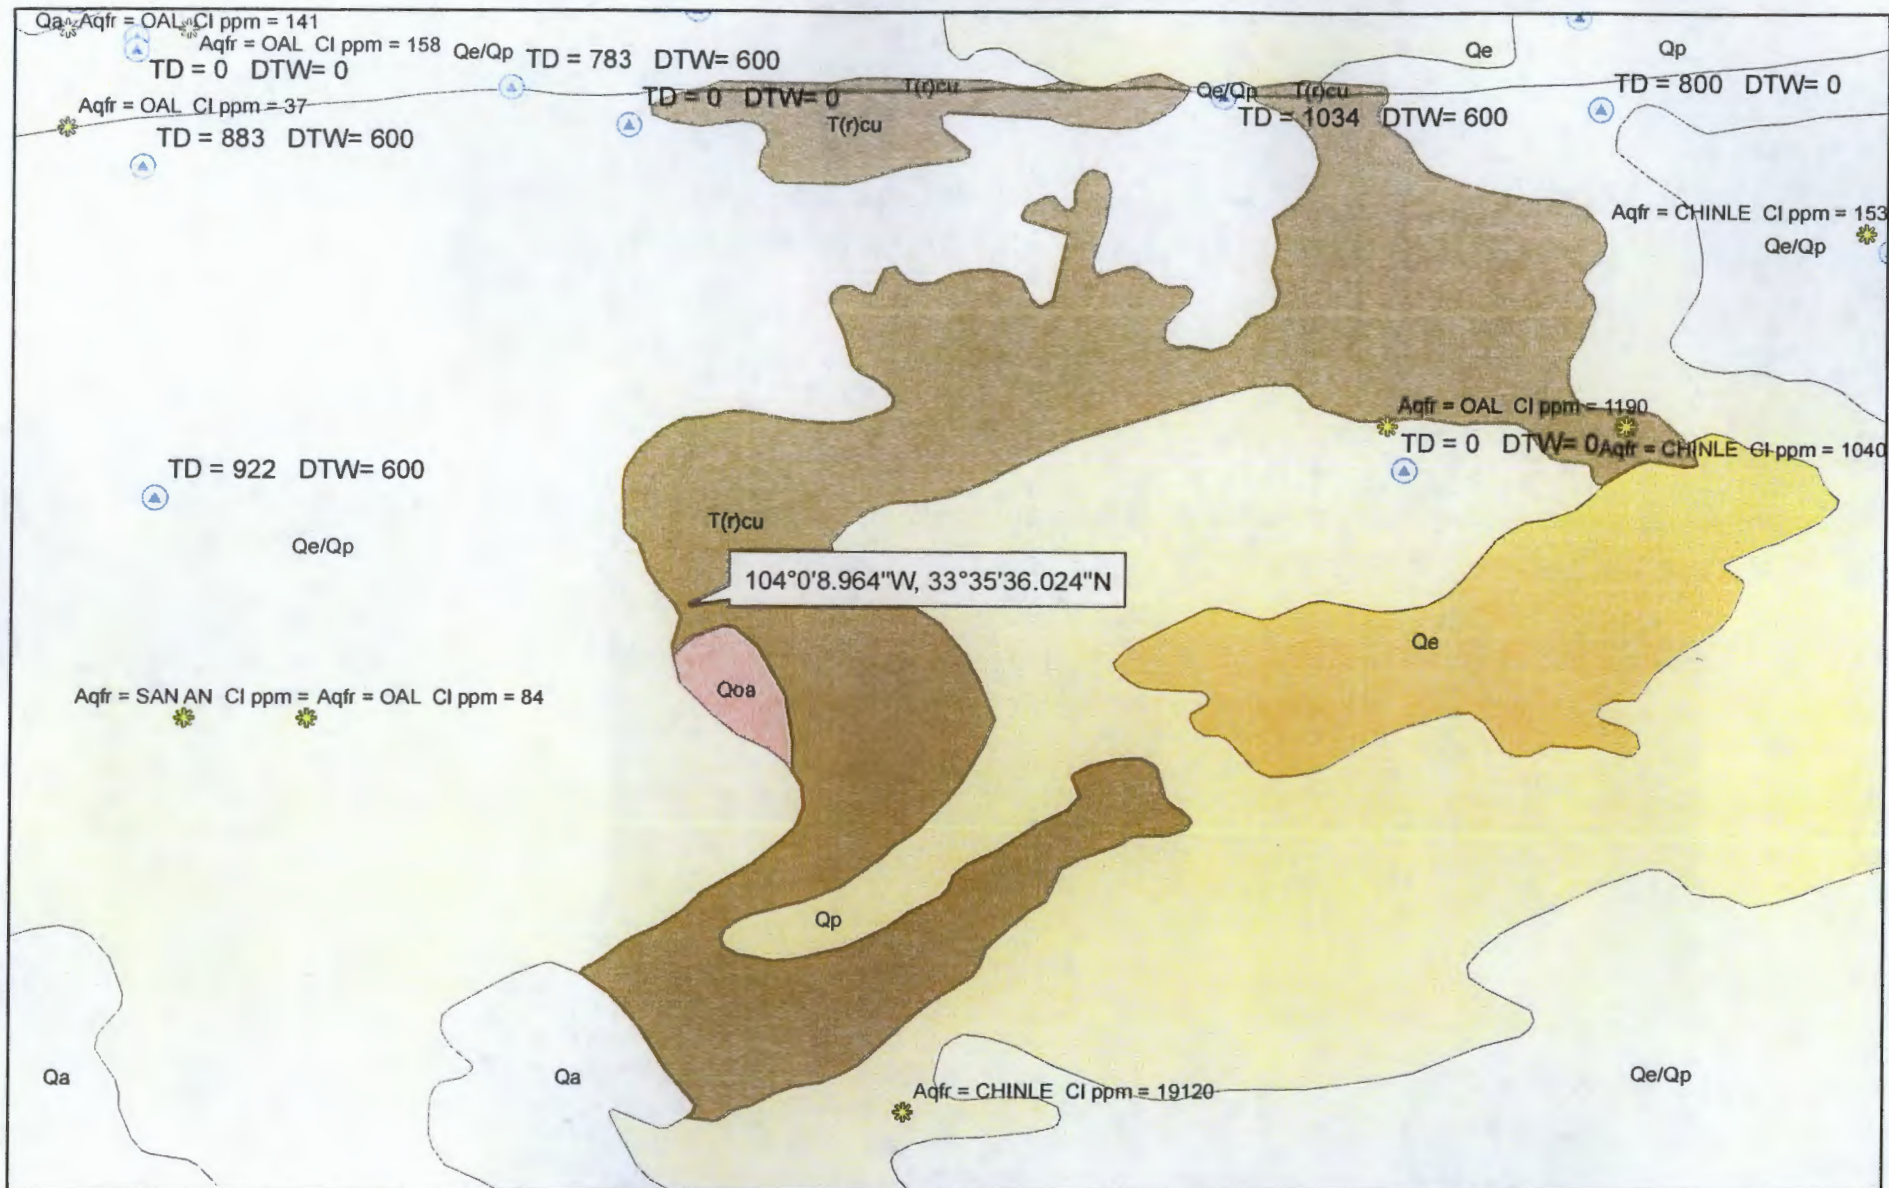 Qa Aqfr = OAL Cl ppm = 141
Aqfr = OAL Cl ppm = 158
Qe/Qp
TD = 783 DTW= 600
Qe
Qp
TD = 0 DTW= 0
T(r)cu
Qe/Qp
T(r)cu
TD = 800 DTW= 0
Aqfr = OAL Cl ppm = 37
TD = 0 DTW= 0
T(r)cu
TD = 1034 DTW= 600
TD = 883 DTW= 600
Aqfr = CHINLE Cl ppm = 153
Qe/Qp
Aqfr = OAL Cl ppm = 1190
TD = 0 DTW= 0
Aqfr = CHINLE Cl ppm = 1040
TD = 922 DTW= 600
T(r)cu
Qe/Qp
104°0'8.964"W, 33°35'36.024"N
Qe
Qoa
Aqfr = SAN AN Cl ppm = Aqfr = OAL Cl ppm = 84
Qp
Qa
Qa
Qe/Qp
Aqfr = CHINLE Cl ppm = 19120